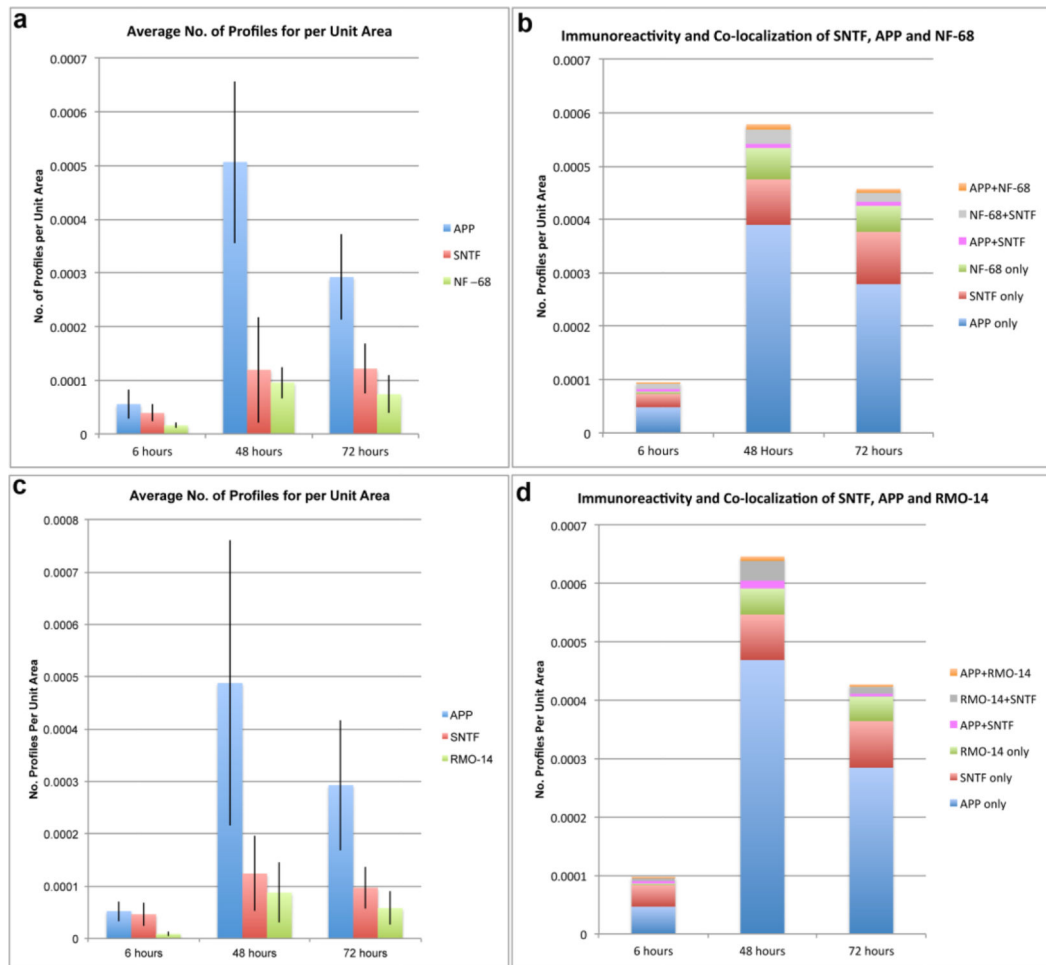 a
Average No. of Profiles for per Unit Area
No. of Profiles per Unit Area
0.0007
0.0006
0.0005
0.0004
0.0003
0.0002
0.0001
0
6 hours
48 hours
72 hours
APP
SNTF
NF –68
b
Immunoreactivity and Co-localization of SNTF, APP and NF-68
No. Profiles per Unit Area
0.0007
0.0006
0.0005
0.0004
0.0003
0.0002
0.0001
0
6 hours
48 Hours
72 hours
APP+NF-68
NF-68+SNTF
APP+SNTF
NF-68 only
SNTF only
APP only
c
Average No. of Profiles for per Unit Area
No. Profiles Per Unit Area
0.0008
0.0007
0.0006
0.0005
0.0004
0.0003
0.0002
0.0001
0
6 hours
48 hours
72 hours
APP
SNTF
RMO-14
d
Immunoreactivity and Co-localization of SNTF, APP and RMO-14
No. Profiles Per Unit Area
0.0007
0.0006
0.0005
0.0004
0.0003
0.0002
0.0001
0
6 hours
48 hours
72 hours
APP+RMO-14
RMO-14+SNTF
APP+SNTF
RMO-14 only
SNTF only
APP only